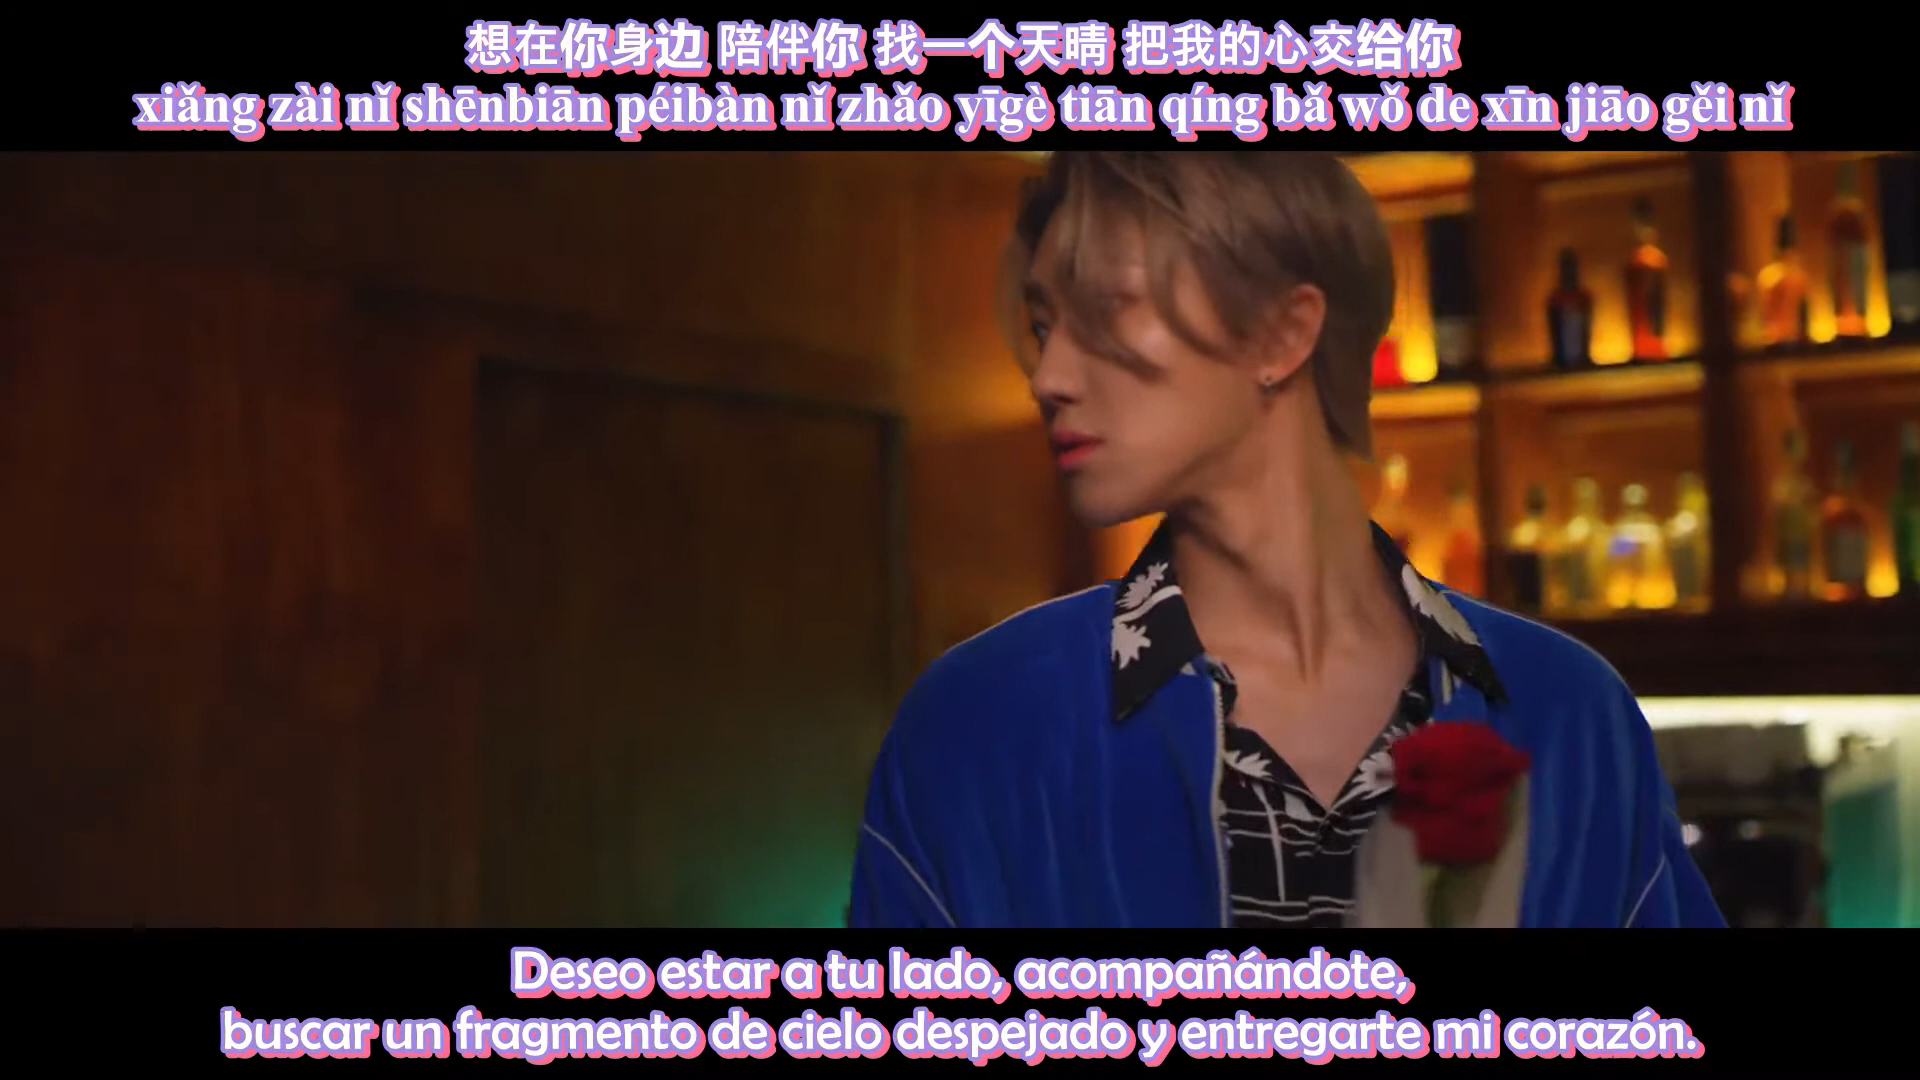 想在你身边 陪伴你 找一个天晴 把我的心交给你
xiǎng zài nǐ shēnbiān péibàn nǐ zhǎo yīgè tiān qíng bǎ wǒ de xīn jiāo gěi nǐ
Deseo estar a tu lado, acompañándote,
buscar un fragmento de cielo despejado y entregarte mi corazón.